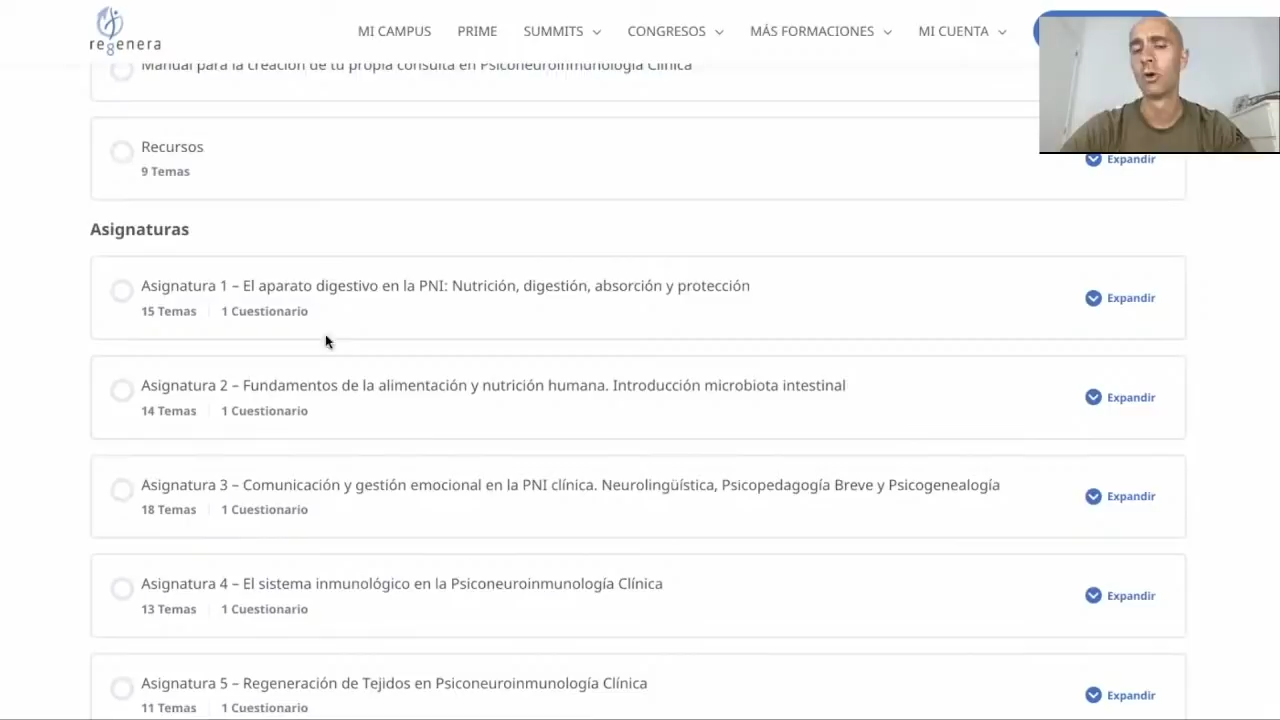 regenera
MI CAMPUS PRIME SUMMITS CONGRESOS MÁS FORMACIONES MI CUENTA
Manual para la creación de tu propia consulta en Psiconeuroinmunología Clínica
Recursos
9 Temas
Expandir
Asignaturas
Asignatura 1 – El aparato digestivo en la PNI: Nutrición, digestión, absorción y protección
15 Temas 1 Cuestionario
Expandir
Asignatura 2 – Fundamentos de la alimentación y nutrición humana. Introducción microbiota intestinal
14 Temas 1 Cuestionario
Expandir
Asignatura 3 – Comunicación y gestión emocional en la PNI clínica. Neurolingüística, Psicopedagogía Breve y Psicogenealogía
18 Temas 1 Cuestionario
Expandir
Asignatura 4 – El sistema inmunológico en la Psiconeuroinmunología Clínica
13 Temas 1 Cuestionario
Expandir
Asignatura 5 – Regeneración de Tejidos en Psiconeuroinmunología Clínica
11 Temas 1 Cuestionario
Expandir